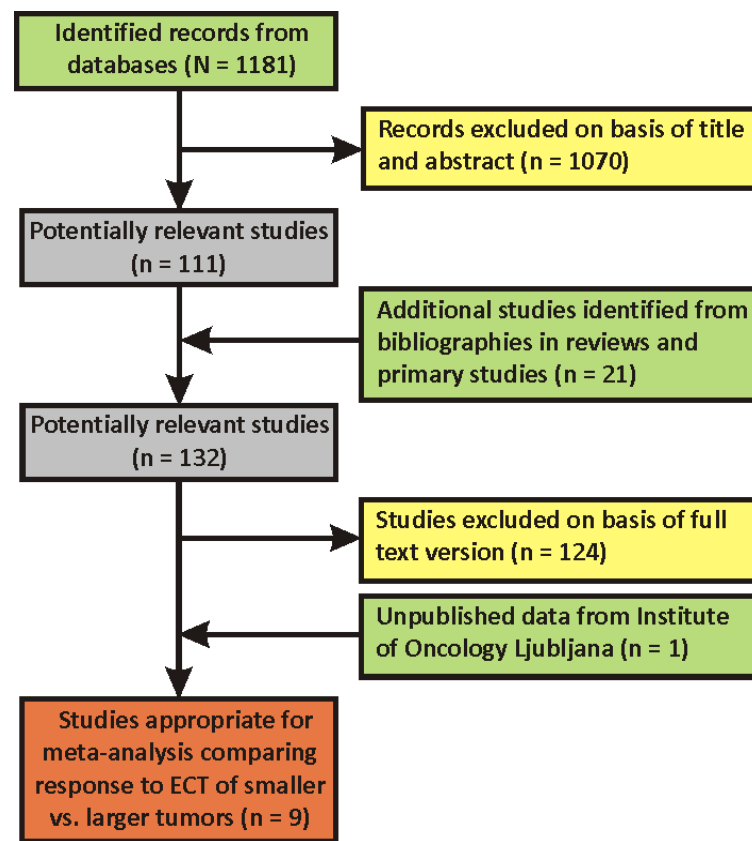 Identified records from
databases (N = 1181)
Records excluded on basis of title
and abstract (n = 1070)
Potentially relevant studies
(n = 111)
Additional studies identified from
bibliographies in reviews and
primary studies (n = 21)
Potentially relevant studies
(n = 132)
Studies excluded on basis of full
text version (n = 124)
Unpublished data from Institute
of Oncology Ljubljana (n = 1)
Studies appropriate for
meta-analysis comparing
response to ECT of smaller
vs. larger tumors (n = 9)